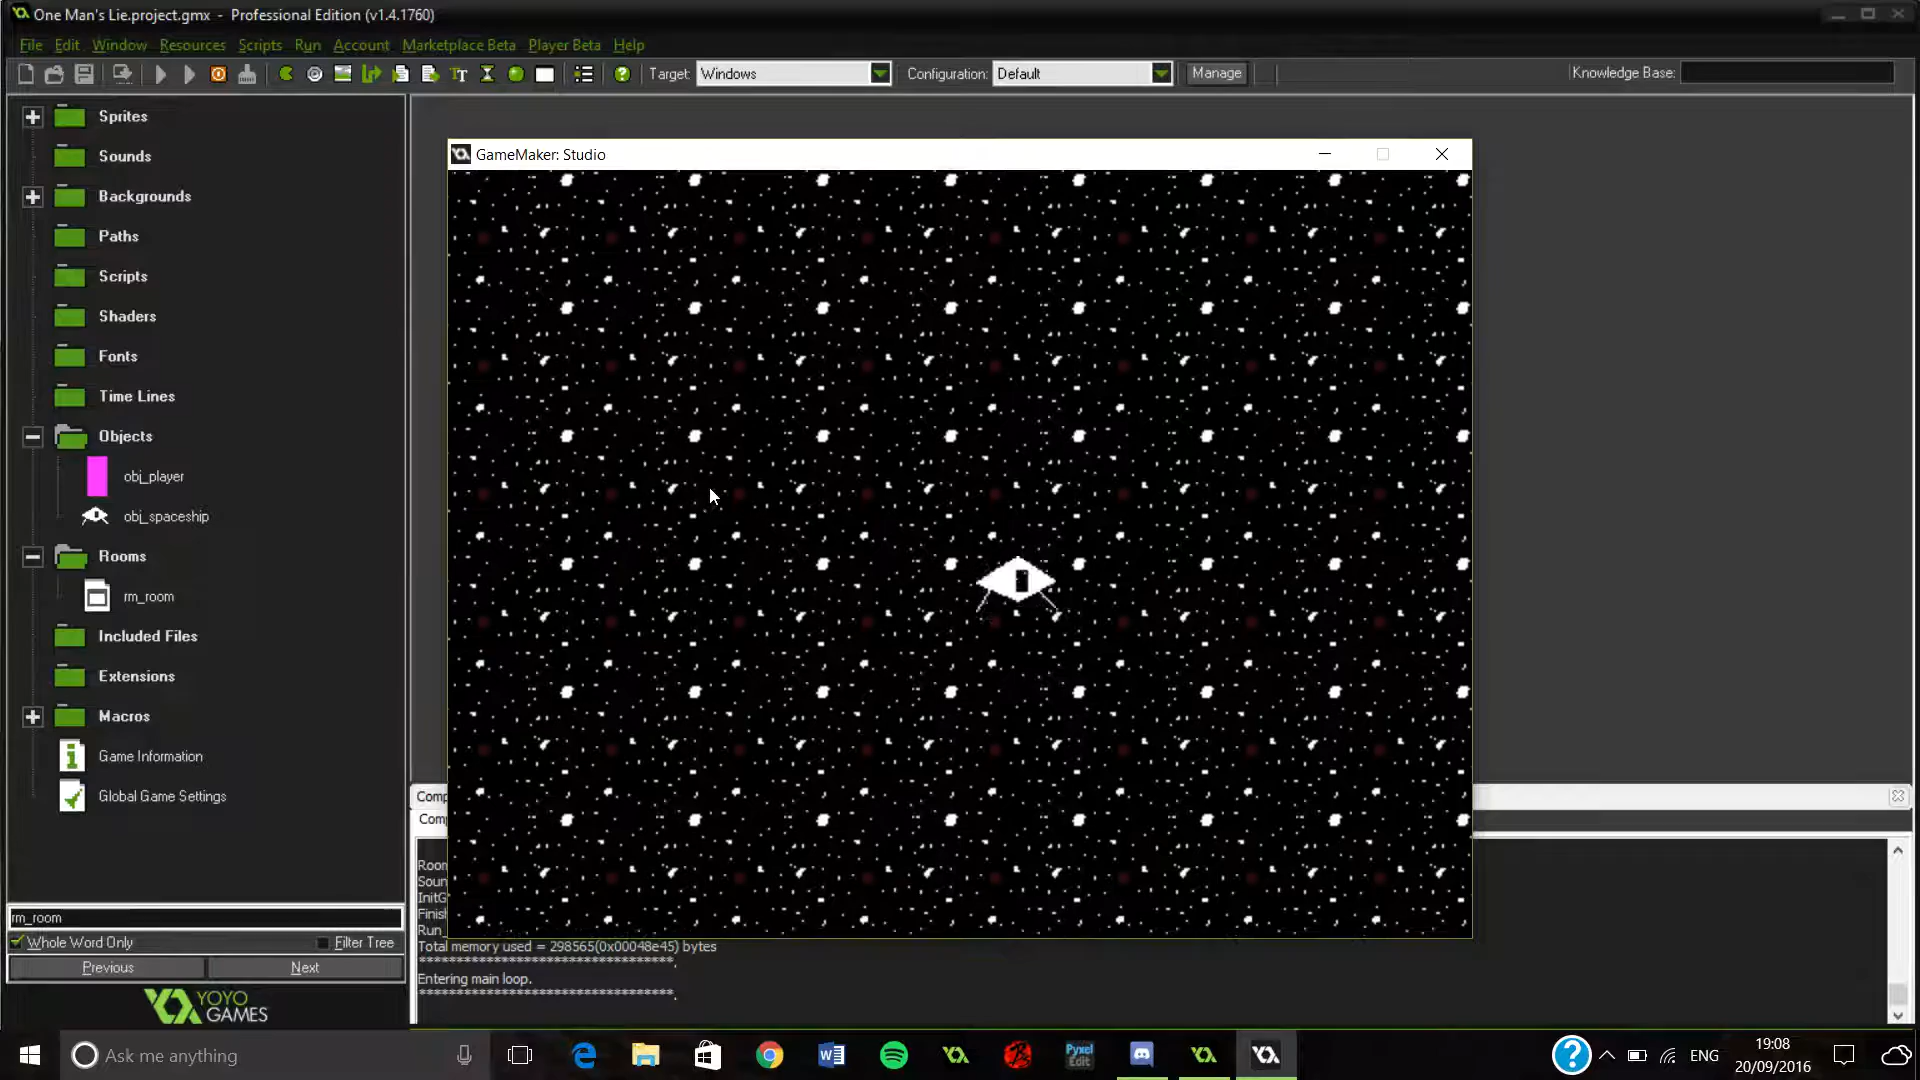 One Man's Lie.project.gmx - Professional Edition (v1.4.1760)
File Edit Window Resources Scripts Run Account Marketplace Beta Player Beta Help
Target: Windows Configuration: Default Manage Knowledge Base:
Sprites
Sounds
Backgrounds
Paths
Scripts
Shaders
Fonts
Time Lines
Objects
obj_player
obj_spaceship
Rooms
rm_room
Included Files
Extensions
Macros
Game Information
Global Game Settings
rm_room
Whole Word Only Filter Tree
Previous Next
YOYO
GAMES
GameMaker: Studio
Total memory used = 298565(0x00048e45) bytes
*********************************.
Entering main loop.
*********************************.
Ask me anything
Pyxel
Edit
ENG
19:08
20/09/2016